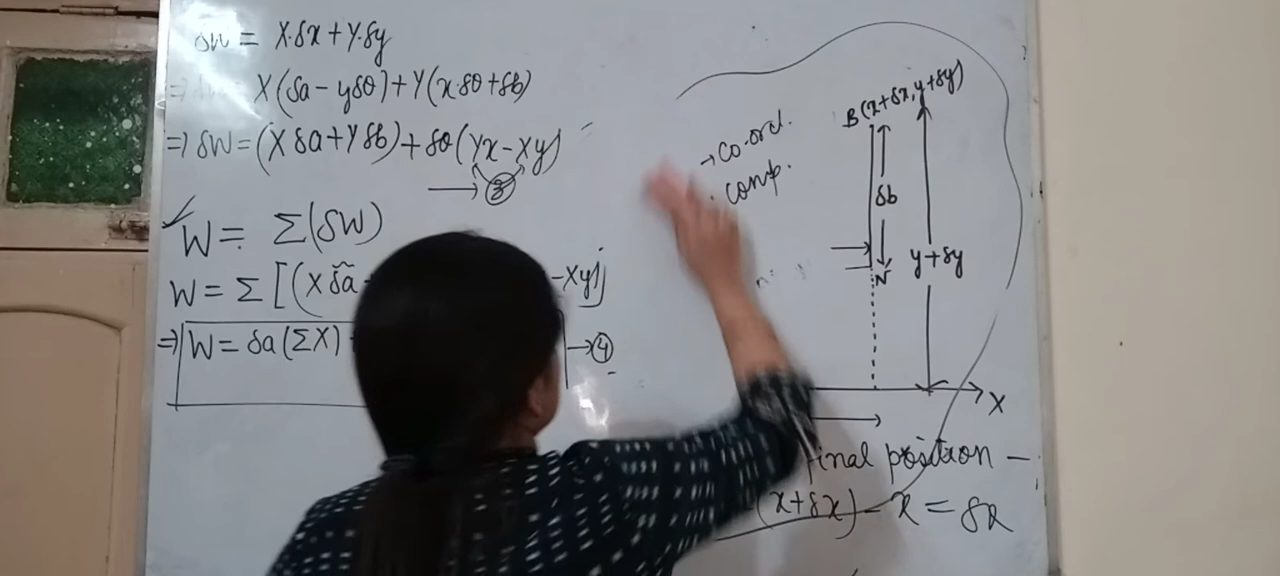 δW = X.δx + Y.δy
X(δa - yδθ) + Y(x.δθ + δb)
⇒ δW = (X δa + Y δb) + δθ(Yx - Xy)
→ 3
W = Σ(δW)
W = Σ[(X δa
- Xy)]
⇒ W = δa(ΣX)
→ 4
→ Co.ord.
comp.
B(x+δx, y+δy)
δb
N'
y+δy
X
final position -
(x+δx) - x = δx